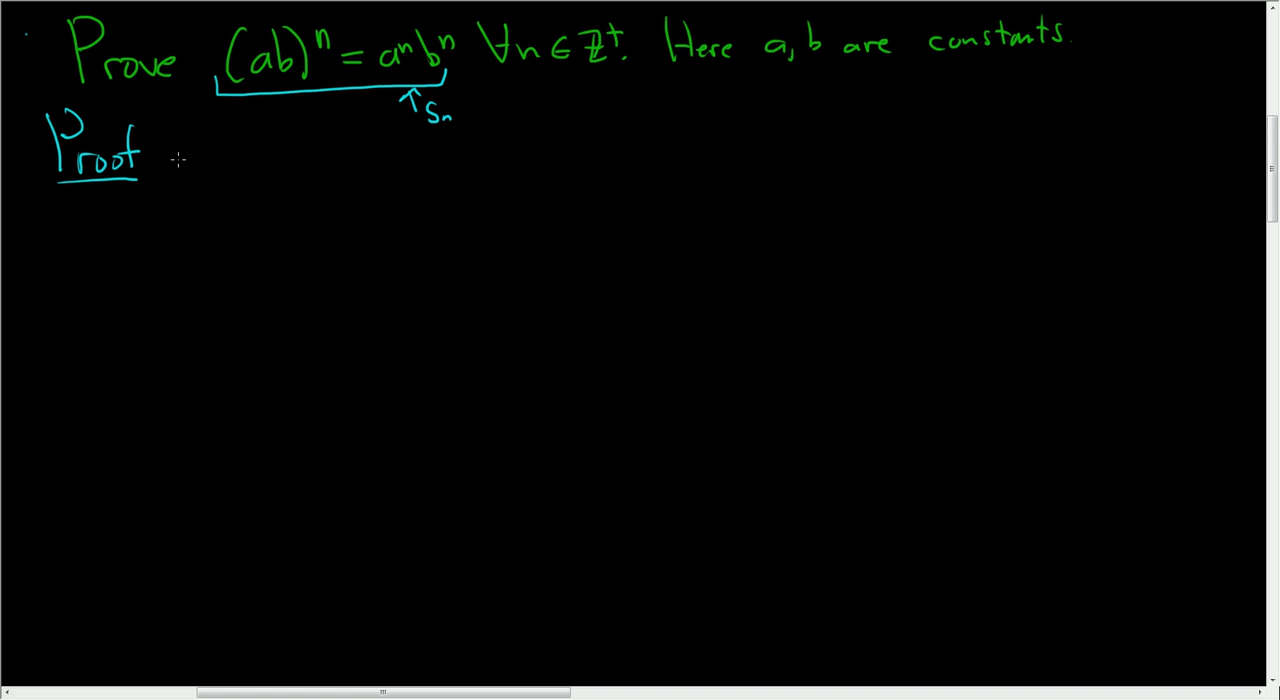 Prove (ab)ⁿ = aⁿbⁿ ∀n ∈ ℤ⁺. Here a, b are constants.
↑ Sₙ
Proof